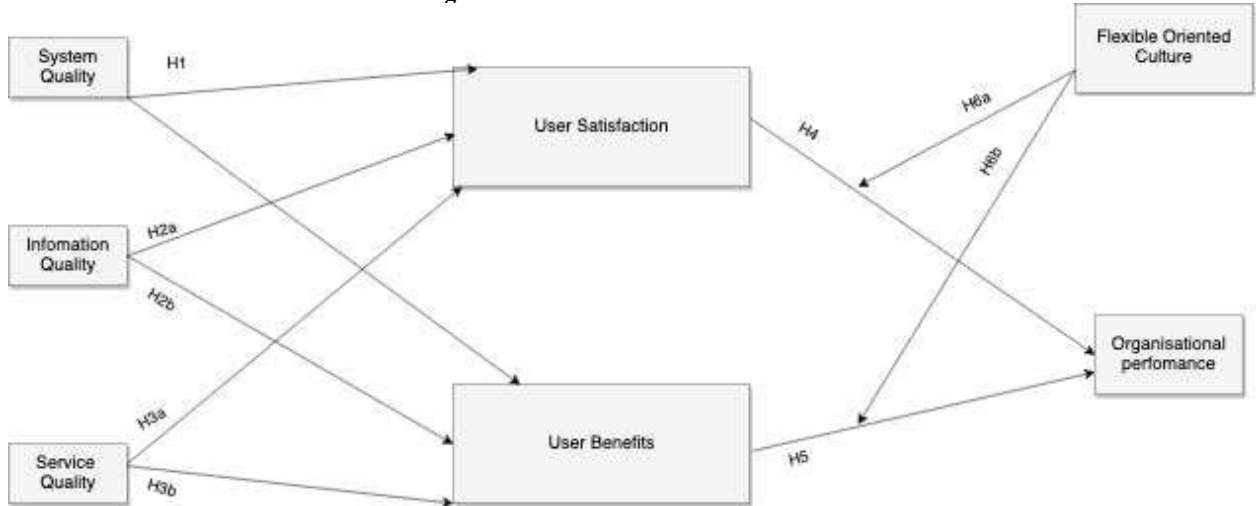 System
Quality
H1
User Satisfaction
Flexible Oriented
Culture
H6a
H4
H6b
Infomation
Quality
H2a
H2b
Organisational
perfomance
H3a
User Benefits
H5
Service
Quality
H3b